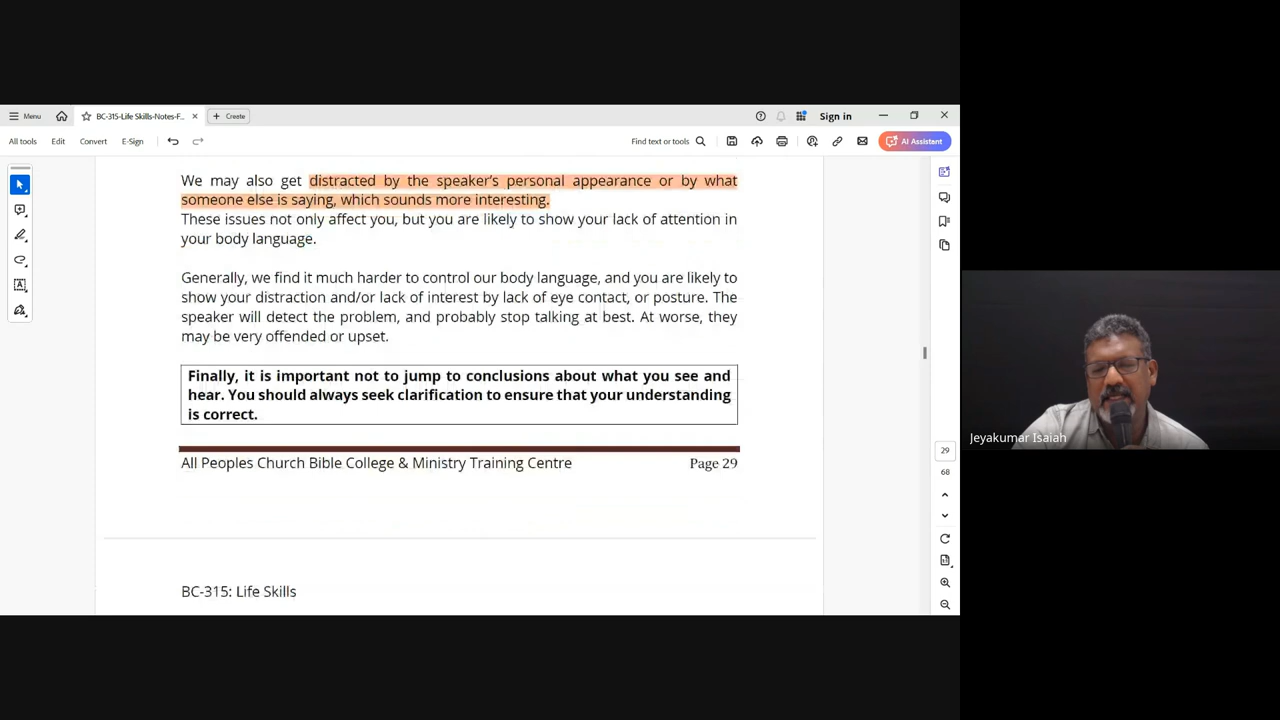 Menu
BC-315-Life Skills-Notes-F...
Create
Sign in
All tools
Edit
Convert
E-Sign
Find text or tools
AI Assistant
We may also get distracted by the speaker's personal appearance or by what
someone else is saying, which sounds more interesting.
These issues not only affect you, but you are likely to show your lack of attention in
your body language.
Generally, we find it much harder to control our body language, and you are likely to
show your distraction and/or lack of interest by lack of eye contact, or posture. The
speaker will detect the problem, and probably stop talking at best. At worse, they
may be very offended or upset.
Finally, it is important not to jump to conclusions about what you see and
hear. You should always seek clarification to ensure that your understanding
is correct.
All Peoples Church Bible College & Ministry Training Centre Page 29
BC-315: Life Skills
29
68
Jeyakumar Isaiah